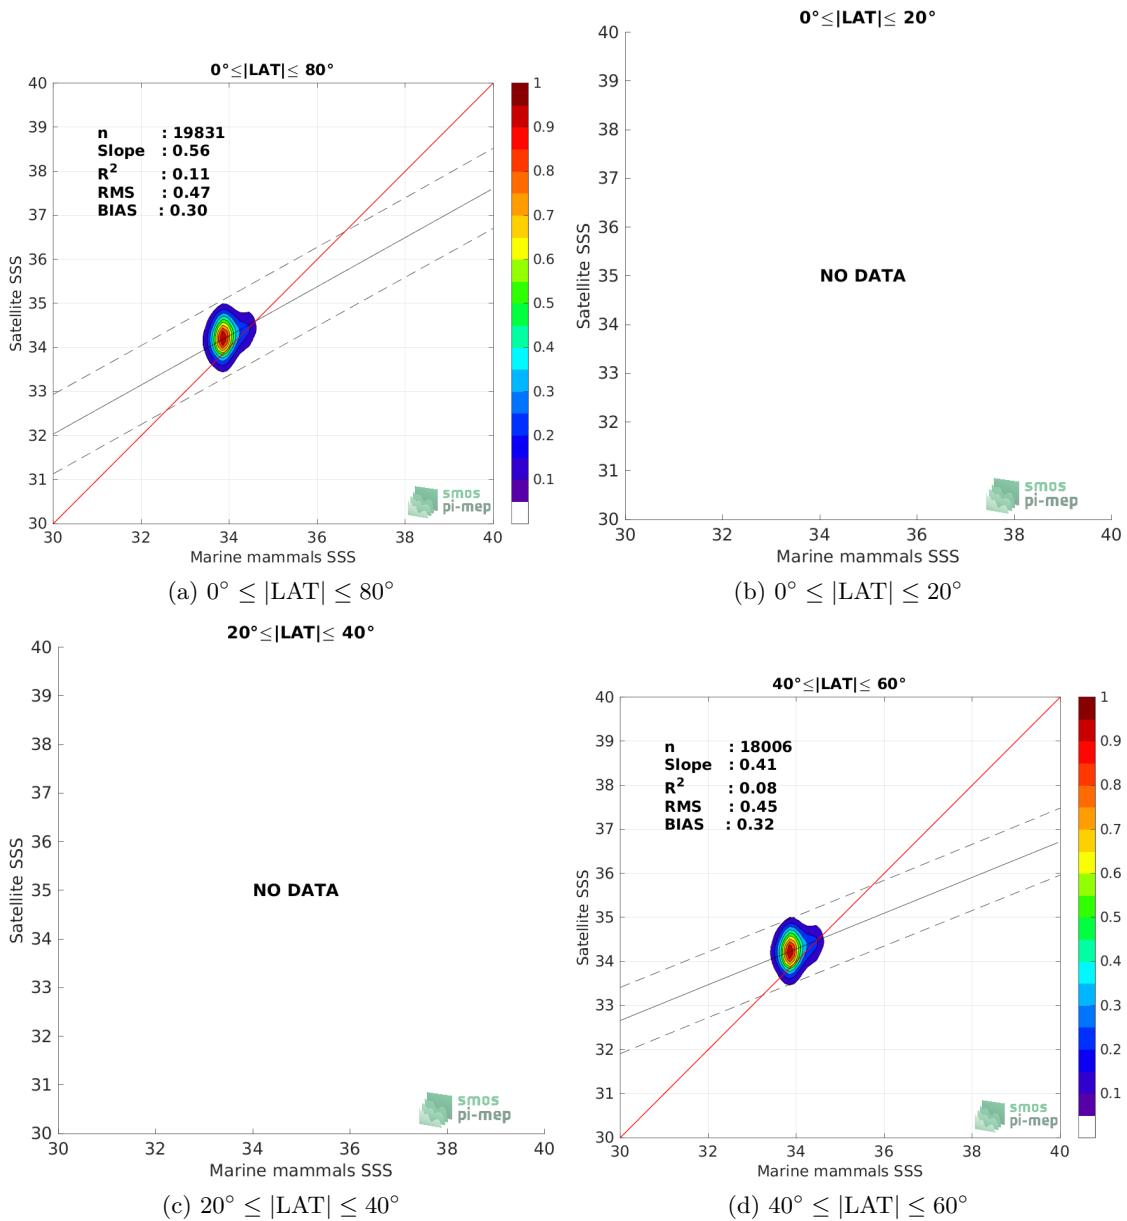 0°≤|LAT|≤ 80°
40
39
38
37
36
35
34
33
32
31
30
Satellite SSS
n : 19831
Slope : 0.56
R² : 0.11
RMS : 0.47
BIAS : 0.30
smos
pi-mep
30 32 34 36 38 40
Marine mammals SSS
1
0.9
0.8
0.7
0.6
0.5
0.4
0.3
0.2
0.1
(a) 0° ≤ |LAT| ≤ 80°
0°≤|LAT|≤ 20°
40
39
38
37
36
35
34
33
32
31
30
Satellite SSS
NO DATA
smos
pi-mep
30 32 34 36 38 40
Marine mammals SSS
(b) 0° ≤ |LAT| ≤ 20°
20°≤|LAT|≤ 40°
40
39
38
37
36
35
34
33
32
31
30
Satellite SSS
NO DATA
smos
pi-mep
30 32 34 36 38 40
Marine mammals SSS
(c) 20° ≤ |LAT| ≤ 40°
40°≤|LAT|≤ 60°
40
39
38
37
36
35
34
33
32
31
30
Satellite SSS
n : 18006
Slope : 0.41
R² : 0.08
RMS : 0.45
BIAS : 0.32
smos
pi-mep
30 32 34 36 38 40
Marine mammals SSS
1
0.9
0.8
0.7
0.6
0.5
0.4
0.3
0.2
0.1
(d) 40° ≤ |LAT| ≤ 60°